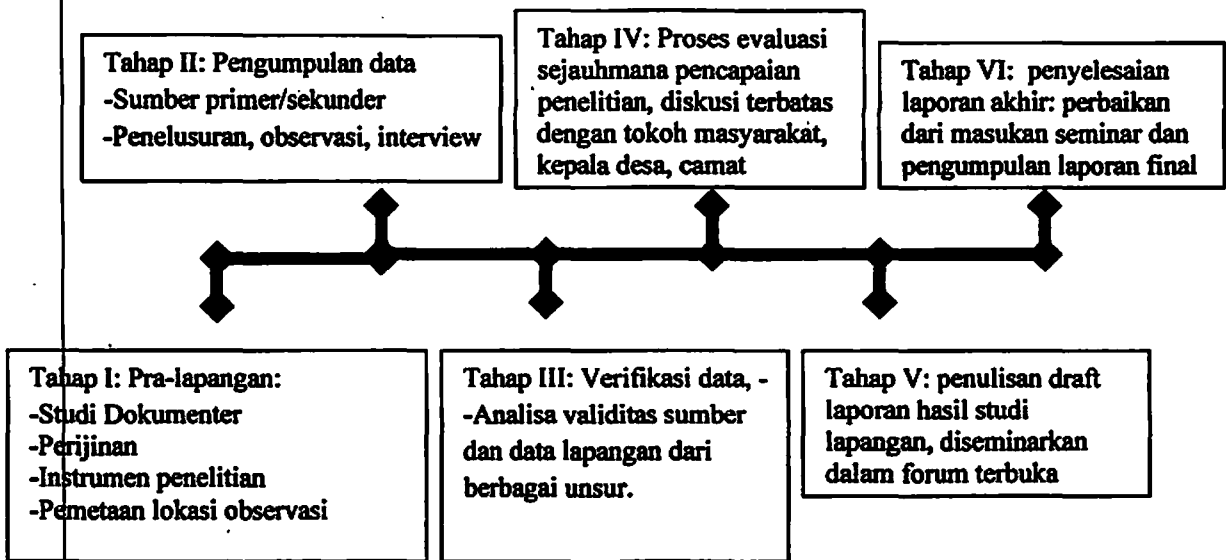 Tahap II: Pengumpulan data
-Sumber primer/sekunder
-Penelusuran, observasi, interview
Tahap IV: Proses evaluasi
sejauhmana pencapaian
penelitian, diskusi terbatas
dengan tokoh masyarakat,
kepala desa, camat
Tahap VI: penyelesaian
laporan akhir: perbaikan
dari masukan seminar dan
pengumpulan laporan final
Tahap I: Pra-lapangan:
-Studi Dokumenter
-Perijinan
-Instrumen penelitian
-Pemetaan lokasi observasi
Tahap III: Verifikasi data, -
-Analisa validitas sumber
dan data lapangan dari
berbagai unsur.
Tahap V: penulisan draft
laporan hasil studi
lapangan, diseminarkan
dalam forum terbuka